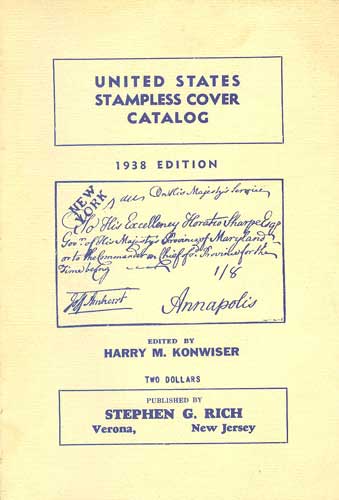 UNITED STATES
STAMPLESS COVER
CATALOG
1938 EDITION
NEW
YORK
On His Majesty's Service
To His Excellency Horatio Sharpe Esqr
Govr. of His Majesty's Province of Maryland
or to the Commander in Chief of sd. Province for the
Time being
1/8
Jeff Amherst
Annapolis
EDITED BY
HARRY M. KONWISER
TWO DOLLARS
PUBLISHED BY
STEPHEN G. RICH
Verona, New Jersey